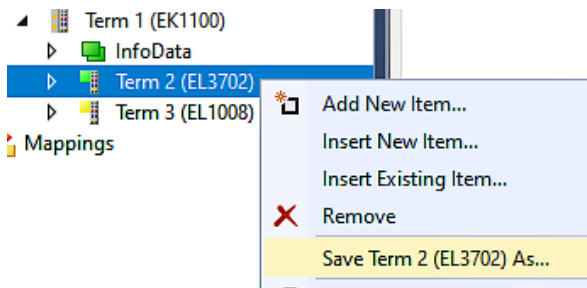 Term 1 (EK1100)
InfoData
Term 2 (EL3702)
Term 3 (EL1008)
Mappings
Add New Item...
Insert New Item...
Insert Existing Item...
Remove
Save Term 2 (EL3702) As...